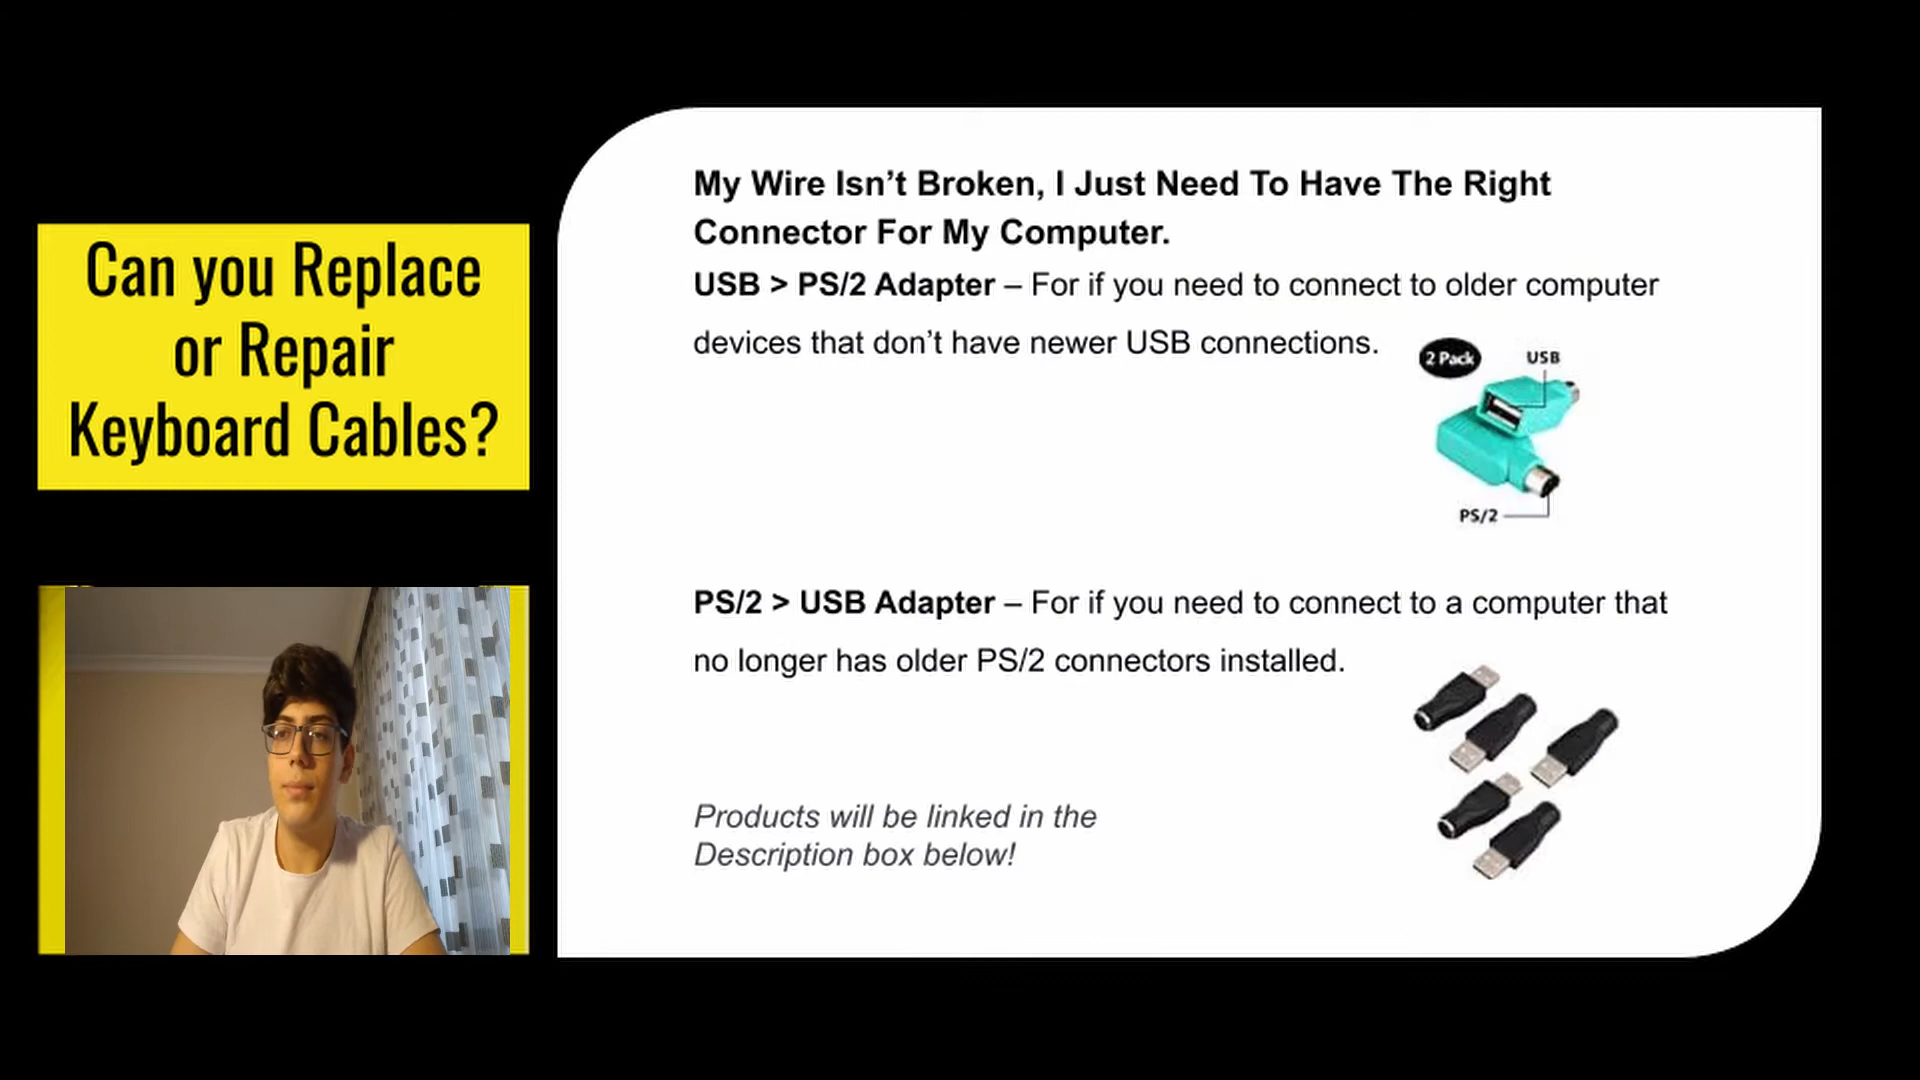 Can you Replace
or Repair
Keyboard Cables?
My Wire Isn’t Broken, I Just Need To Have The Right
Connector For My Computer.
USB > PS/2 Adapter – For if you need to connect to older computer
devices that don’t have newer USB connections.
2 Pack
USB
PS/2
PS/2 > USB Adapter – For if you need to connect to a computer that
no longer has older PS/2 connectors installed.
Products will be linked in the
Description box below!